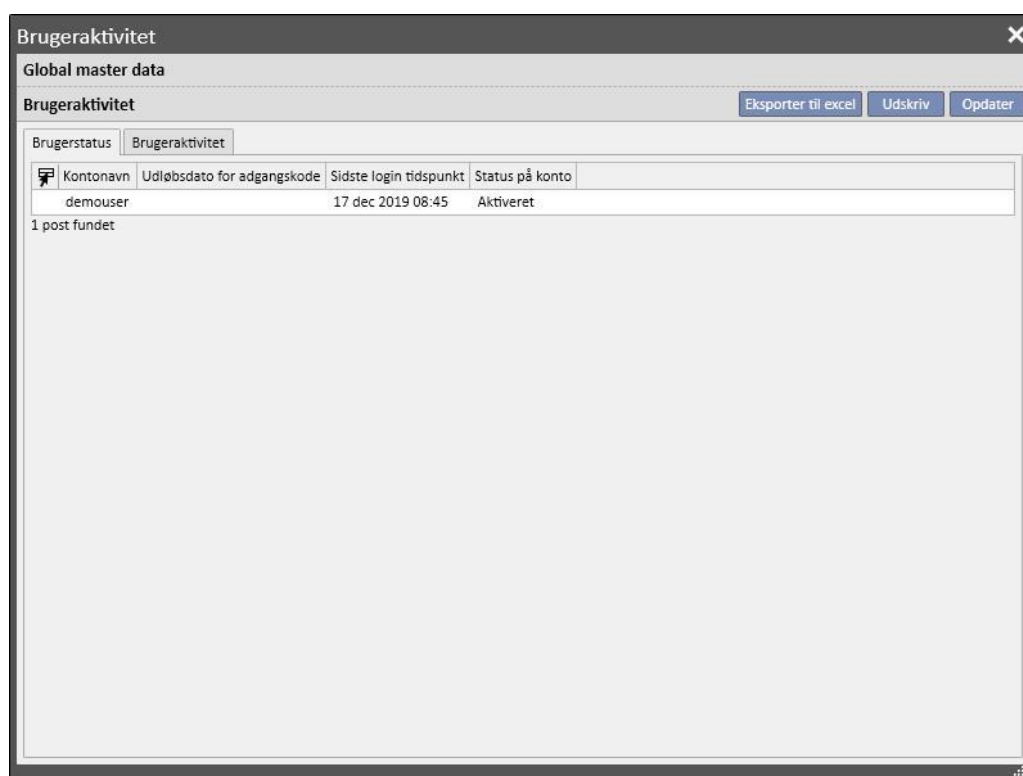 Brugeraktivitet
Global master data
Brugeraktivitet Eksporter til excel Udskriv Opdater
Brugerstatus Brugeraktivitet
Kontonavn Udløbsdato for adgangskode Sidste login tidspunkt Status på konto
demouser 17 dec 2019 08:45 Aktiveret
1 post fundet